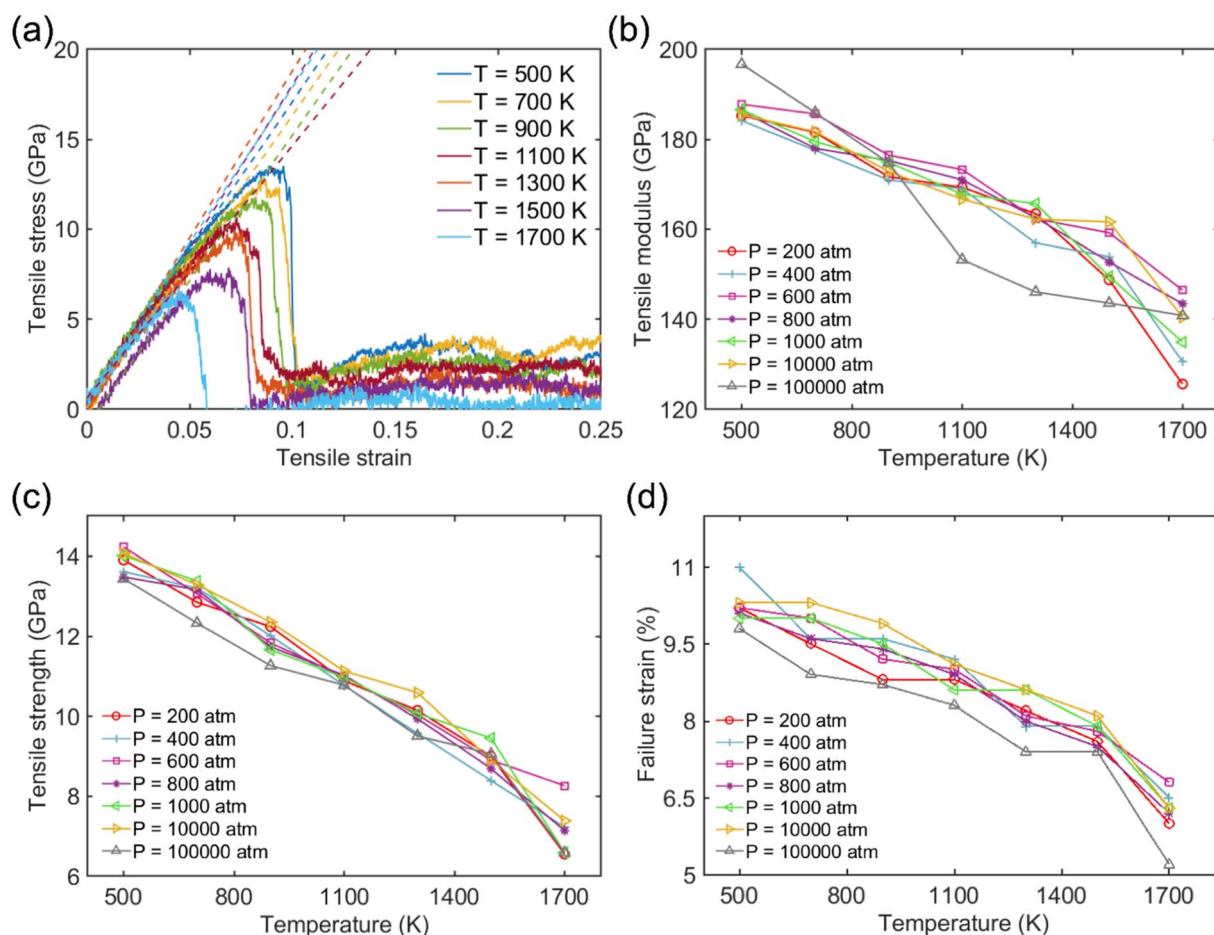 (a)
Tensile stress (GPa)
20
15
10
5
0
T = 500 K
T = 700 K
T = 900 K
T = 1100 K
T = 1300 K
T = 1500 K
T = 1700 K
0 0.05 0.1 0.15 0.2 0.25
Tensile strain
(b)
Tensile modulus (GPa)
200
180
160
140
120
P = 200 atm
P = 400 atm
P = 600 atm
P = 800 atm
P = 1000 atm
P = 10000 atm
P = 100000 atm
500 800 1100 1400 1700
Temperature (K)
(c)
Tensile strength (GPa)
14
12
10
8
6
P = 200 atm
P = 400 atm
P = 600 atm
P = 800 atm
P = 1000 atm
P = 10000 atm
P = 100000 atm
500 800 1100 1400 1700
Temperature (K)
(d)
Failure strain (%)
11
9.5
8
6.5
5
P = 200 atm
P = 400 atm
P = 600 atm
P = 800 atm
P = 1000 atm
P = 10000 atm
P = 100000 atm
500 800 1100 1400 1700
Temperature (K)